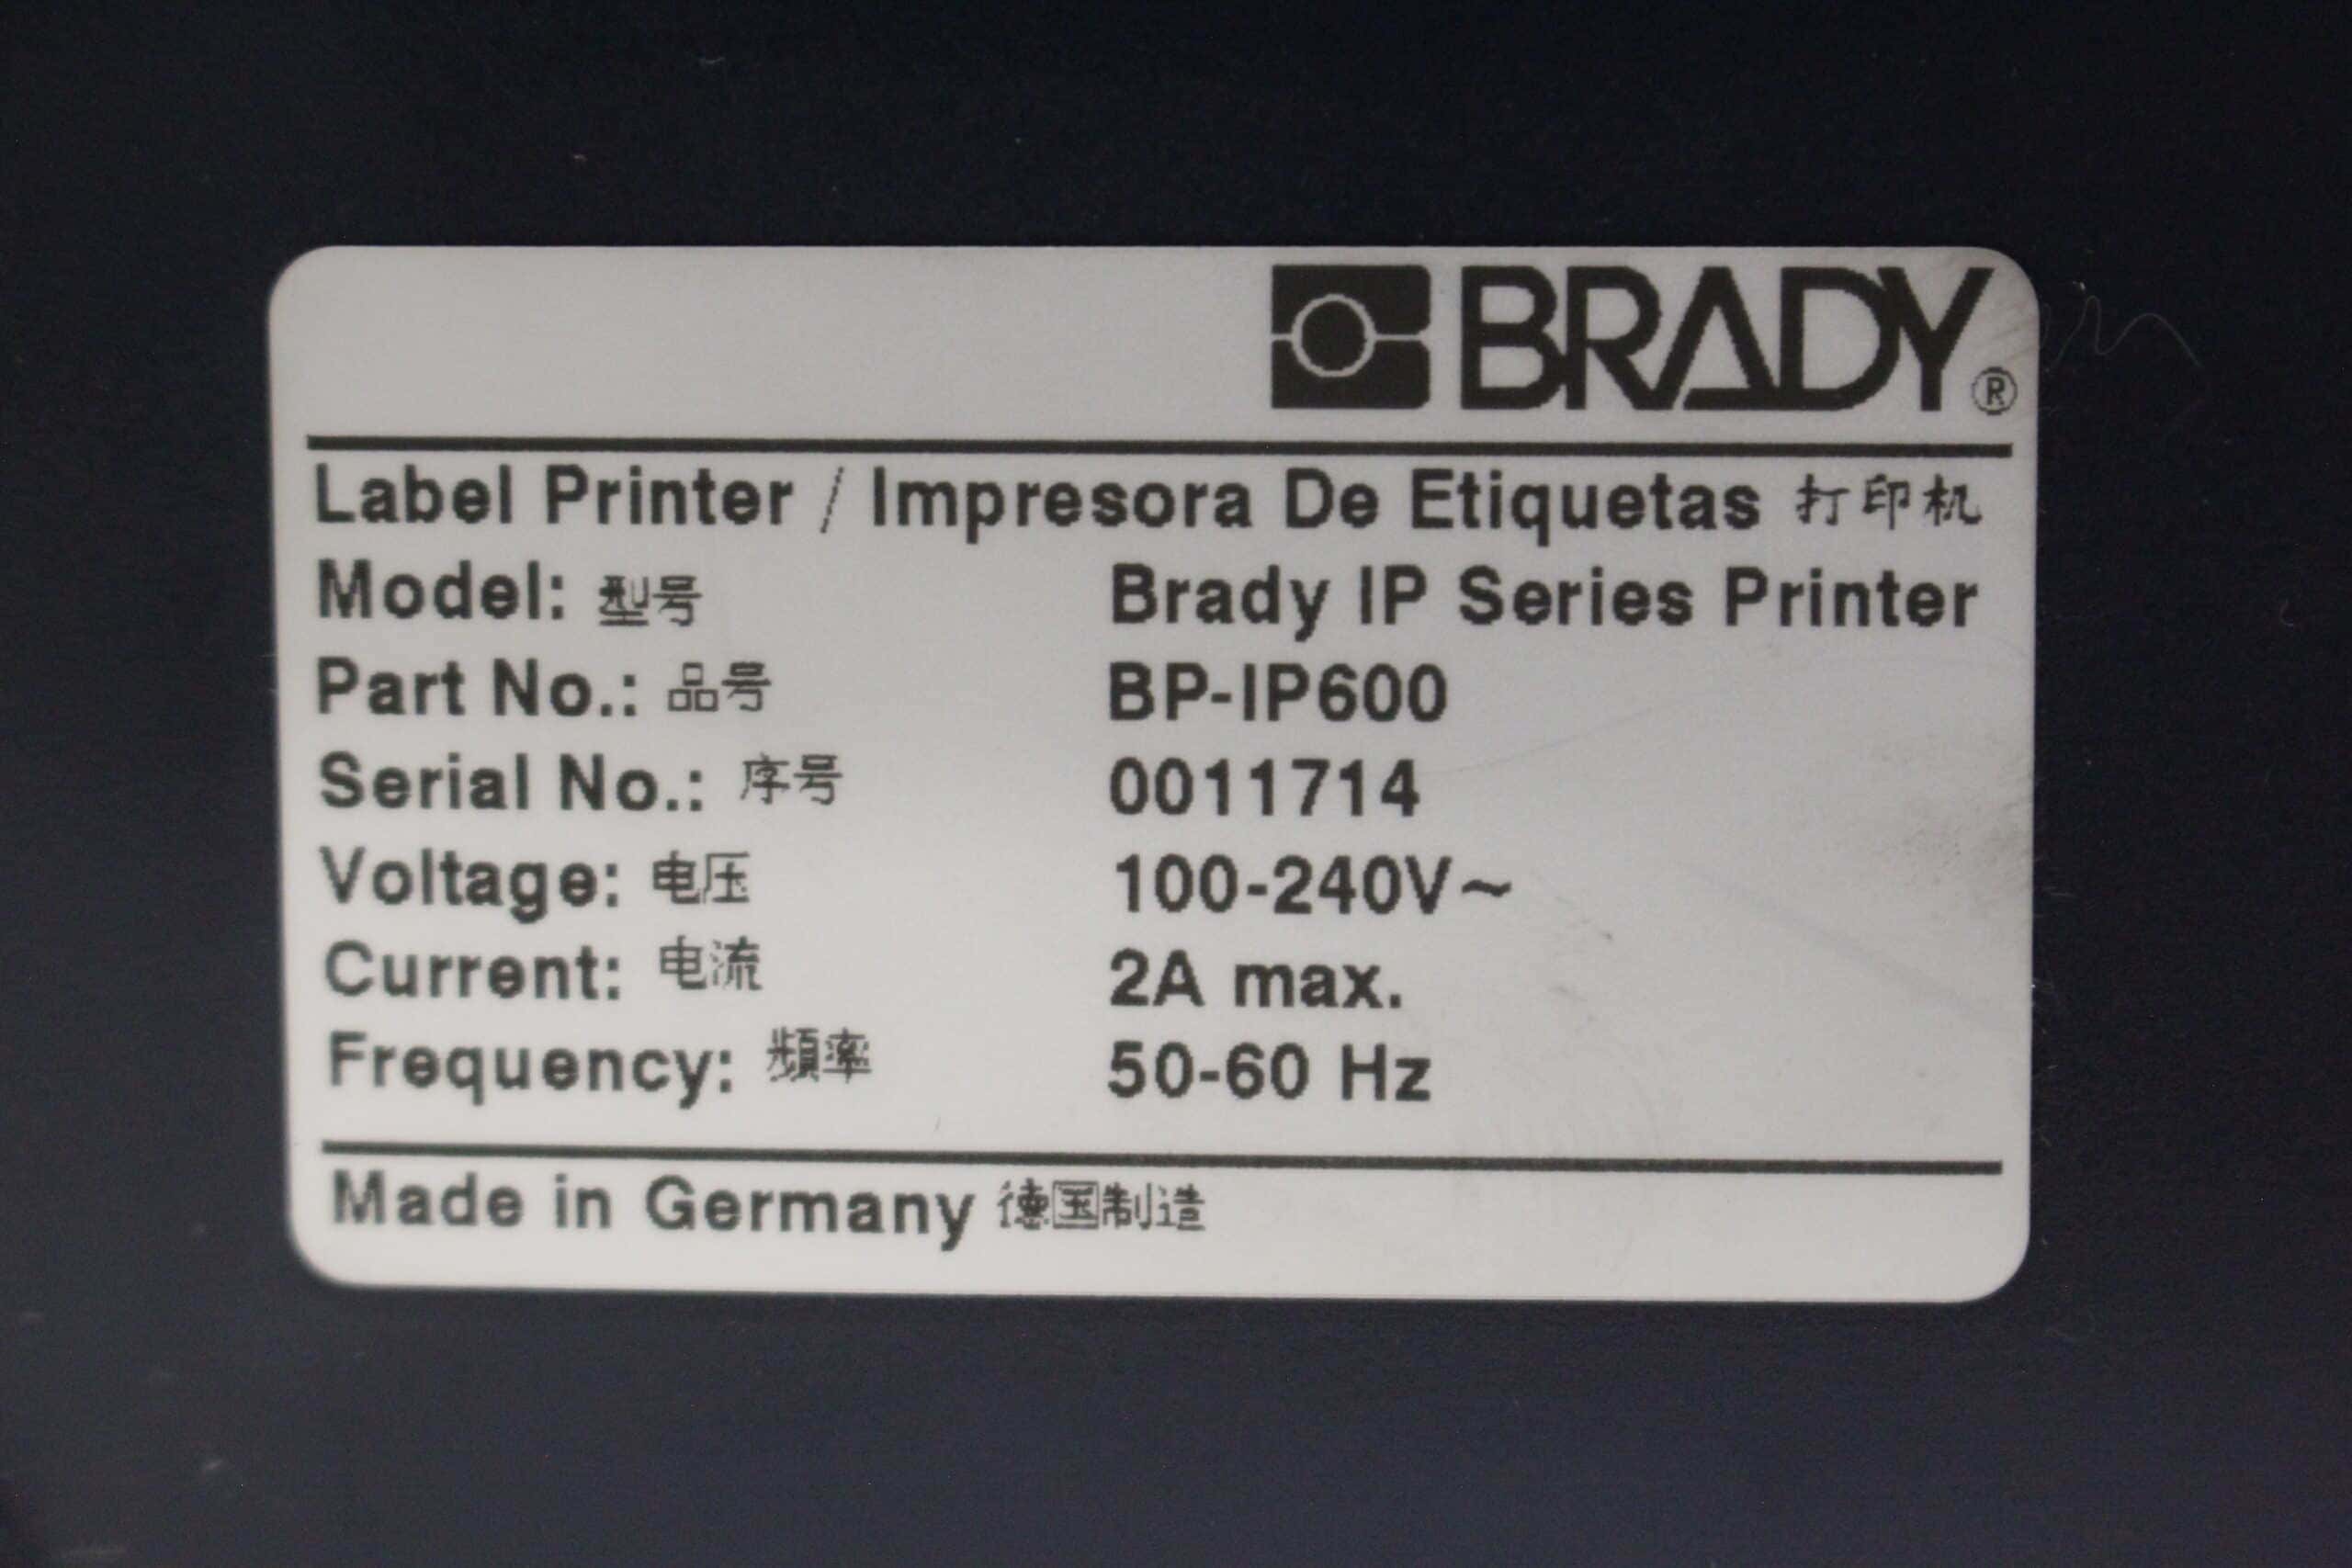 BRADY®
Label Printer / Impresora De Etiquetas 打印机
Model: 型号 Brady IP Series Printer
Part No.: 品号 BP-IP600
Serial No.: 序号 0011714
Voltage: 电压 100-240V~
Current: 电流 2A max.
Frequency: 頻率 50-60 Hz
Made in Germany 德国制造